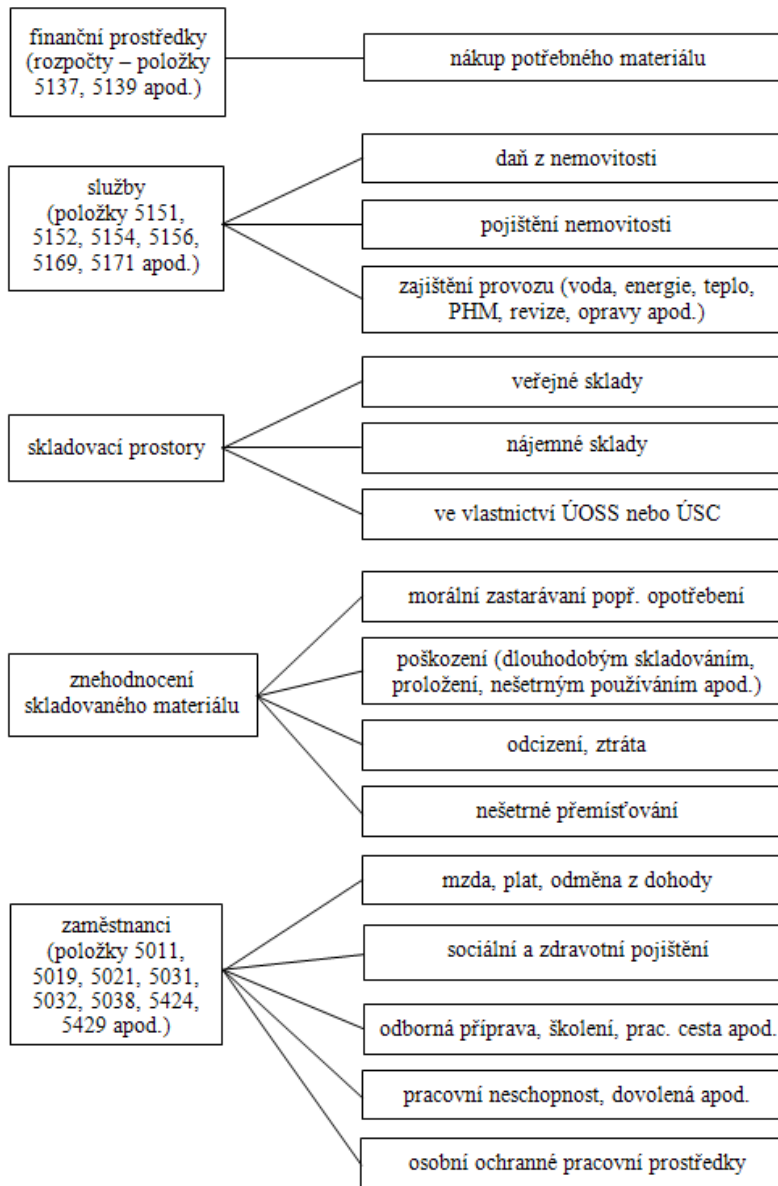 finanční prostředky
(rozpočty – položky
5137, 5139 apod.)
nákup potřebného materiálu
služby
(položky 5151,
5152, 5154, 5156,
5169, 5171 apod.)
daň z nemovitosti
pojištění nemovitosti
zajištění provozu (voda, energie, teplo,
PHM, revize, opravy apod.)
skladovací prostory
veřejné sklady
nájemné sklady
ve vlastnictví ÚOSS nebo ÚSC
znehodnocení
skladovaného materiálu
morální zastarávaní popř. opotřebení
poškození (dlouhodobým skladováním,
proložení, nešetrným používáním apod.)
odcizení, ztráta
nešetrné přemísťování
zaměstnanci
(položky 5011,
5019, 5021, 5031,
5032, 5038, 5424,
5429 apod.)
mzda, plat, odměna z dohody
sociální a zdravotní pojištění
odborná příprava, školení, prac. cesta apod.
pracovní neschopnost, dovolená apod.
osobní ochranné pracovní prostředky